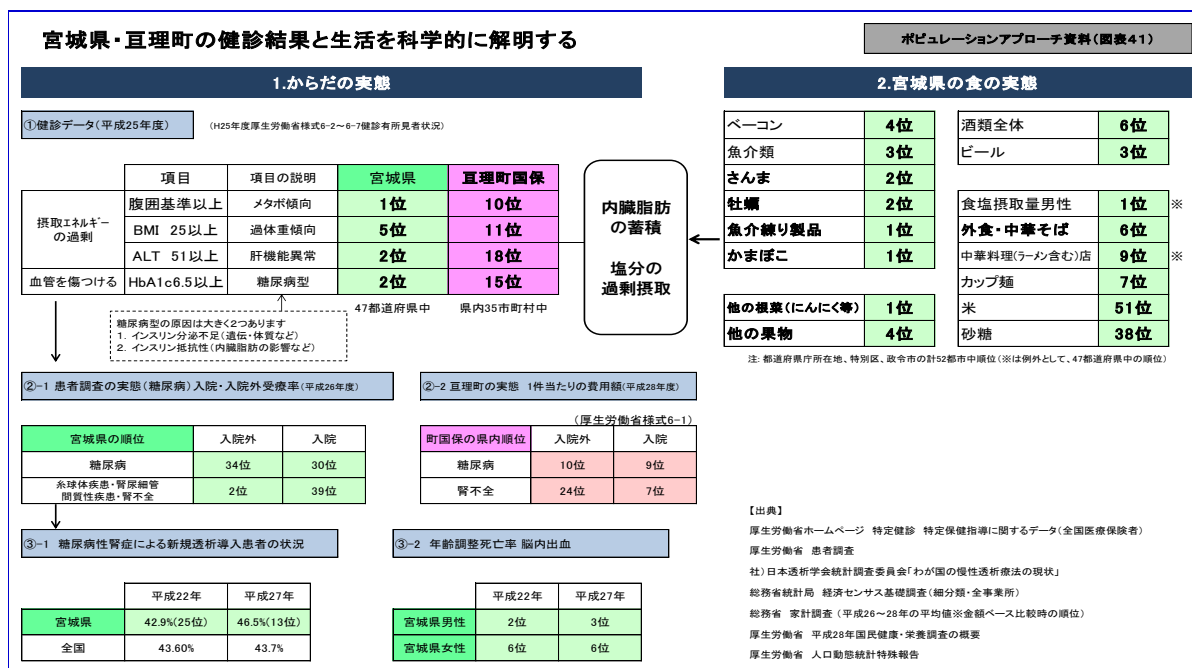 宮城県・亘理町の健診結果と生活を科学的に解明する
ポピュレーションアプローチ資料(図表41)
1.からだの実態
2.宮城県の食の実態
①健診データ(平成25年度)
(H25年度厚生労働省様式6-2～6-7健診有所見者状況)
項目 項目の説明 宮城県 亘理町国保
摂取エネルギーの過剰
腹囲基準以上 メタボ傾向 1位 10位
BMI 25以上 過体重傾向 5位 11位
ALT 51以上 肝機能異常 2位 18位
血管を傷つける HbA1c6.5以上 糖尿病型 2位 15位
47都道府県中 県内35市町村中
糖尿病型の原因は大きく2つあります
1. インスリン分泌不足(遺伝・体質など)
2. インスリン抵抗性(内臓脂肪の影響など)
内臓脂肪
の蓄積
塩分の
過剰摂取
ベーコン 4位
魚介類 3位
さんま 2位
牡蠣 2位
魚介練り製品 1位
かまぼこ 1位
他の根菜(にんにく等) 1位
他の果物 4位
酒類全体 6位
ビール 3位
食塩摂取量男性 1位 ※
外食・中華そば 6位
中華料理(ラーメン含む)店 9位 ※
カップ麺 7位
米 51位
砂糖 38位
注: 都道府県庁所在地、特別区、政令市の計52都市中順位(※は例外として、47都道府県中の順位)
②-1 患者調査の実態(糖尿病)入院・入院外受療率(平成26年度)
宮城県の順位 入院外 入院
糖尿病 34位 30位
糸球体疾患・腎尿細管
間質性疾患・腎不全 2位 39位
②-2 亘理町の実態 1件当たりの費用額(平成28年度)
(厚生労働省様式6-1)
町国保の県内順位 入院外 入院
糖尿病 10位 9位
腎不全 24位 7位
③-1 糖尿病性腎症による新規透析導入患者の状況
平成22年 平成27年
宮城県 42.9%(25位) 46.5%(13位)
全国 43.60% 43.7%
③-2 年齢調整死亡率 脳内出血
平成22年 平成27年
宮城県男性 2位 3位
宮城県女性 6位 6位
【出典】
厚生労働省ホームページ 特定健診 特定保健指導に関するデータ(全国医療保険者)
厚生労働省 患者調査
社)日本透析学会統計調査委員会「わが国の慢性透析療法の現状」
総務省統計局 経済センサス基礎調査(細分類・全事業所)
総務省 家計調査(平成26～28年の平均値※金額ベース比較時の順位)
厚生労働省 平成28年国民健康・栄養調査の概要
厚生労働省 人口動態統計特殊報告